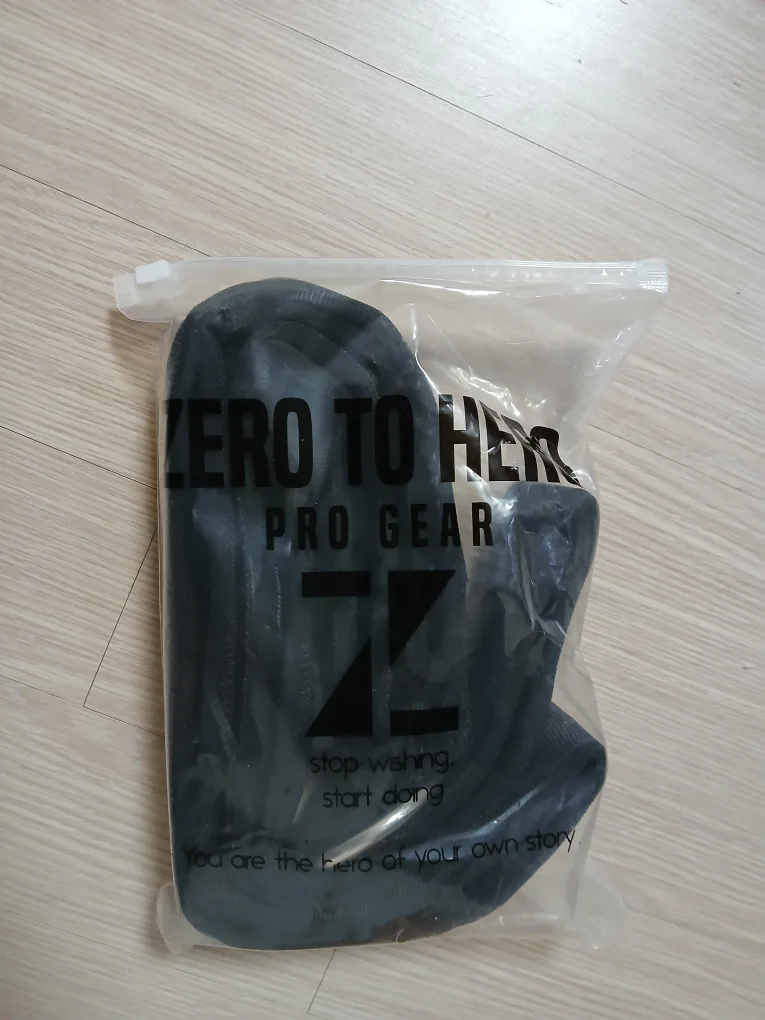 ZERO TO HERO
PRO GEAR
Z
stop wishing,
start doing
You are the hero of your own story.